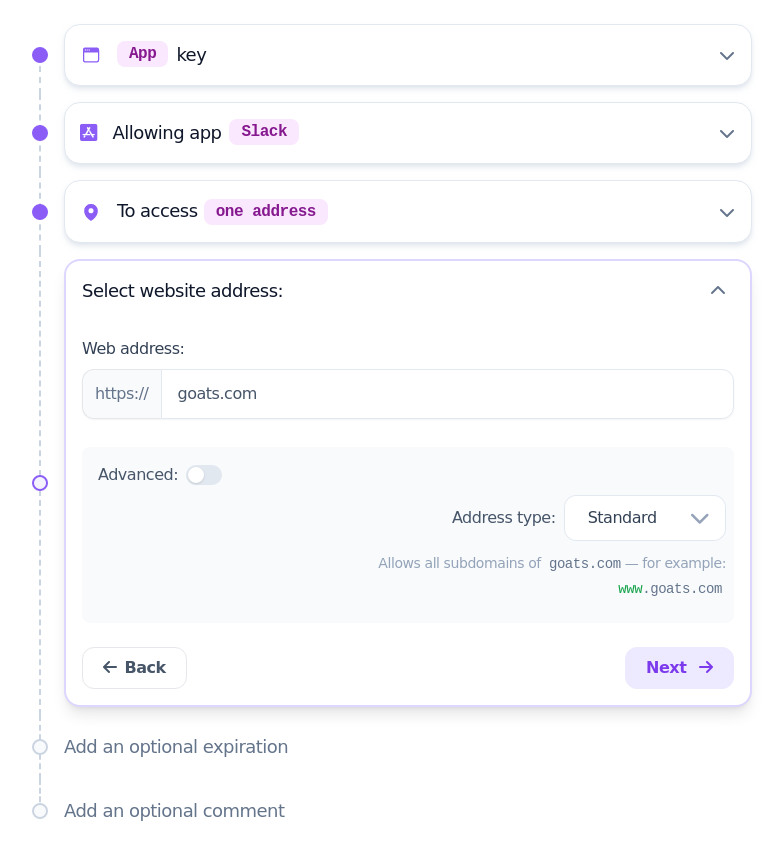 App key
Allowing app Slack
To access one address
Select website address:
Web address:
https:// goats.com
Advanced:
Address type: Standard
Allows all subdomains of goats.com — for example:
www.goats.com
Back Next
Add an optional expiration
Add an optional comment